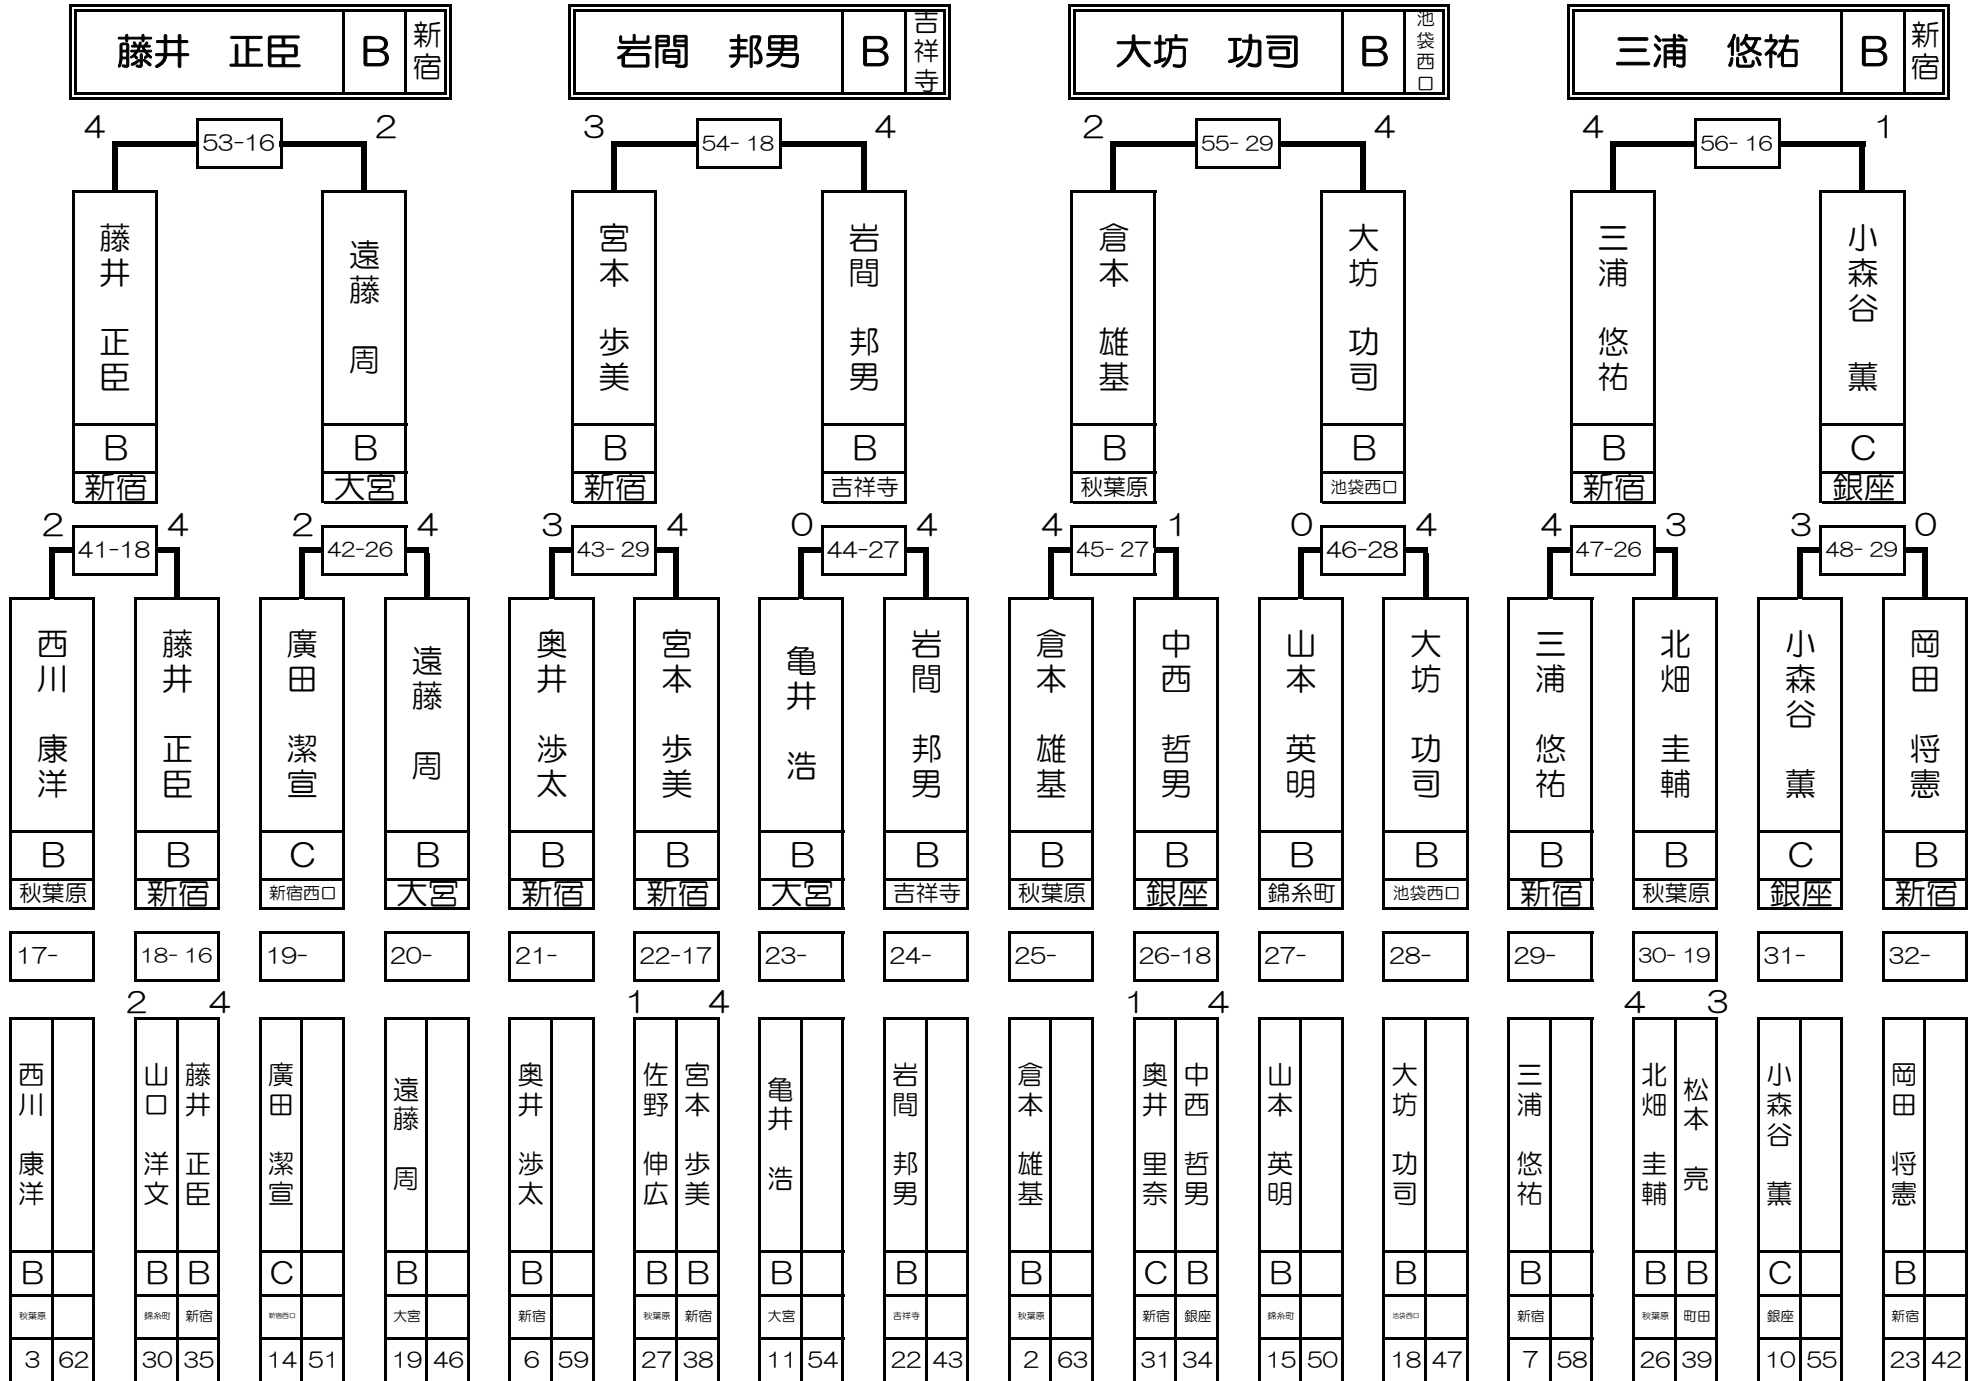 藤井　正臣 B 新宿
岩間　邦男 B 吉祥寺
大坊　功司 B 池袋西口
三浦　悠祐 B 新宿
4 53-16 2
3 54- 18 4
2 55- 29 4
4 56- 16 1
藤井　正臣 B 新宿
遠藤　周 B 大宮
宮本　歩美 B 新宿
岩間　邦男 B 吉祥寺
倉本　雄基 B 秋葉原
大坊　功司 B 池袋西口
三浦　悠祐 B 新宿
小森谷　薫 C 銀座
2 41-18 4
2 42-26 4
3 43- 29 4
0 44-27 4
4 45- 27 1
0 46-28 4
4 47-26 3
3 48- 29 0
西川　康洋 B 秋葉原
藤井　正臣 B 新宿
廣田　潔宣 C 新宿西口
遠藤　周 B 大宮
奥井　渉太 B 新宿
宮本　歩美 B 新宿
亀井　浩 B 大宮
岩間　邦男 B 吉祥寺
倉本　雄基 B 秋葉原
中西　哲男 B 銀座
山本　英明 B 錦糸町
大坊　功司 B 池袋西口
三浦　悠祐 B 新宿
北畑　圭輔 B 秋葉原
小森谷　薫 C 銀座
岡田　将憲 B 新宿
17-
18- 16
19-
20-
21-
22-17
23-
24-
25-
26-18
27-
28-
29-
30- 19
31-
32-
2 4
1 4
1 4
4 3
西川　康洋 B 秋葉原 3
62
山口　洋文 B 錦糸町 30
藤井　正臣 B 新宿 35
廣田　潔宣 C 新宿西口 14
51
遠藤　周 B 大宮 19
46
奥井　渉太 B 新宿 6
59
佐野　伸広 B 秋葉原 27
宮本　歩美 B 新宿 38
亀井　浩 B 大宮 11
54
岩間　邦男 B 吉祥寺 22
43
倉本　雄基 B 秋葉原 2
63
奥井　里奈 C 新宿 31
中西　哲男 B 銀座 34
山本　英明 B 錦糸町 15
50
大坊　功司 B 池袋西口 18
47
三浦　悠祐 B 新宿 7
58
北畑　圭輔 B 秋葉原 26
松本　亮 B 町田 39
小森谷　薫 C 銀座 10
55
岡田　将憲 B 新宿 23
42